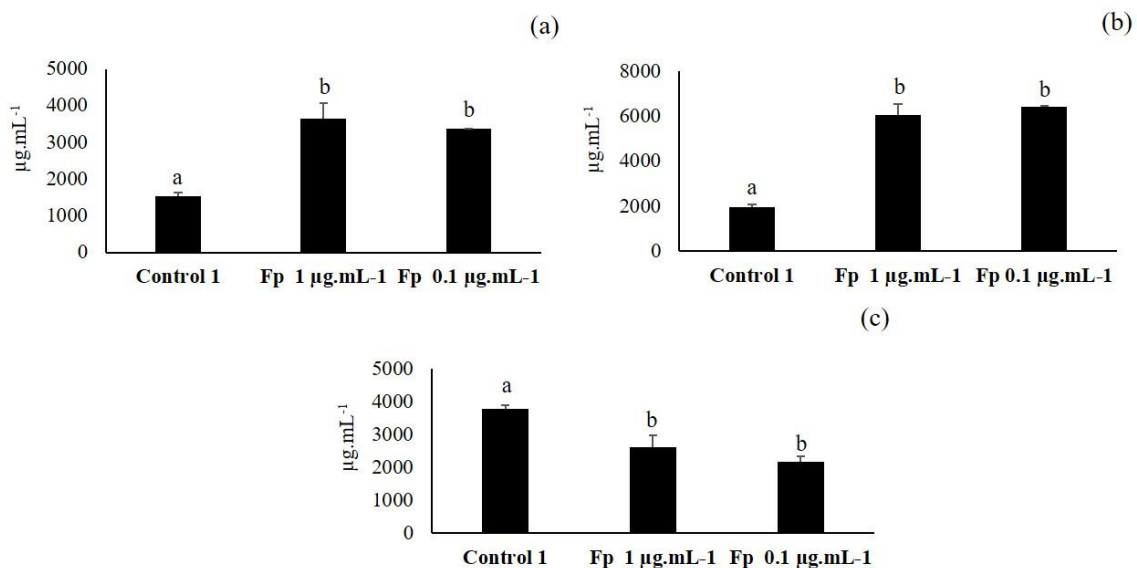 (a)
5000
4000
3000
2000
1000
0
µg.mL-1
a
b
b
Control 1
Fp 1 µg.mL-1
Fp 0.1 µg.mL-1
(b)
8000
6000
4000
2000
0
µg.mL-1
a
b
b
Control 1
Fp 1 µg.mL-1
Fp 0.1 µg.mL-1
(c)
5000
4000
3000
2000
1000
0
µg.mL-1
a
b
b
Control 1
Fp 1 µg.mL-1
Fp 0.1 µg.mL-1